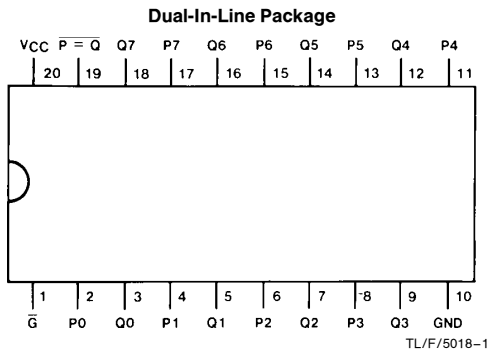 Dual-In-Line Package
VCC P = Q Q7 P7 Q6 P6 Q5 P5 Q4 P4
20 19 18 17 16 15 14 13 12 11
1 2 3 4 5 6 7 8 9 10
G P0 Q0 P1 Q1 P2 Q2 P3 Q3 GND
TL/F/5018–1